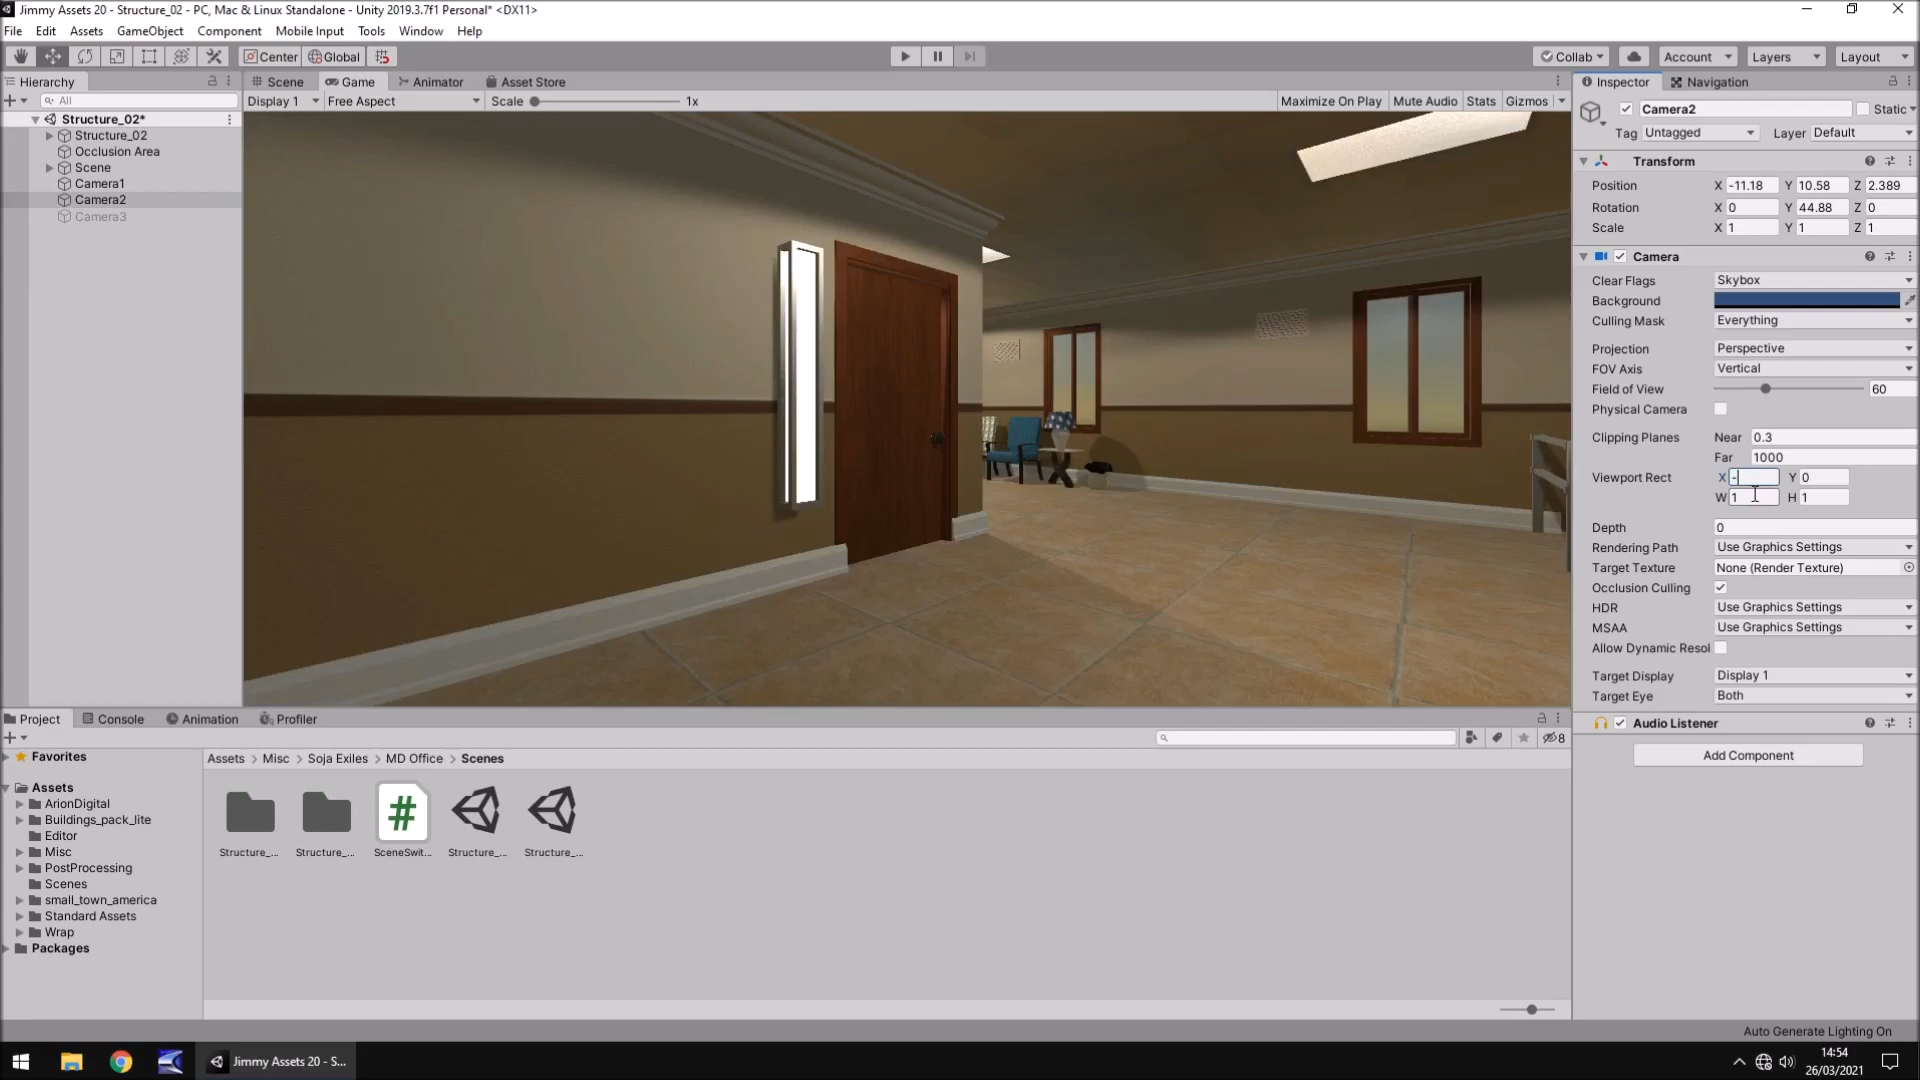 Jimmy Assets 20 - Structure_02 - PC, Mac & Linux Standalone - Unity 2019.3.7f1 Personal* <DX11>
File Edit Assets GameObject Component Mobile Input Tools Window Help
Center Global Collab Account Layers Layout
Hierarchy Scene Game Animator Asset Store Inspector Navigation
All Display 1 Free Aspect Scale 1x Maximize On Play Mute Audio Stats Gizmos
Structure_02*
Structure_02
Occlusion Area
Scene
Camera1
Camera2
Camera3
Camera2 Static
Tag Untagged Layer Default
Transform
Position X -11.18 Y 10.58 Z 2.389
Rotation X 0 Y 44.88 Z 0
Scale X 1 Y 1 Z 1
Camera
Clear Flags Skybox
Background
Culling Mask Everything
Projection Perspective
FOV Axis Vertical
Field of View 60
Physical Camera
Clipping Planes Near 0.3
Far 1000
Viewport Rect X - Y 0
W 1 H 1
Depth 0
Rendering Path Use Graphics Settings
Target Texture None (Render Texture)
Occlusion Culling
HDR Use Graphics Settings
MSAA Use Graphics Settings
Allow Dynamic Resol
Target Display Display 1
Target Eye Both
Audio Listener
Add Component
Project Console Animation Profiler
8
Favorites
Assets
ArionDigital
Buildings_pack_lite
Editor
Misc
PostProcessing
Scenes
small_town_america
Standard Assets
Wrap
Packages
Assets > Misc > Soja Exiles > MD Office > Scenes
#
Structure_... Structure_... SceneSwit... Structure_... Structure_...
Auto Generate Lighting On
Jimmy Assets 20 - S...
14:54
26/03/2021